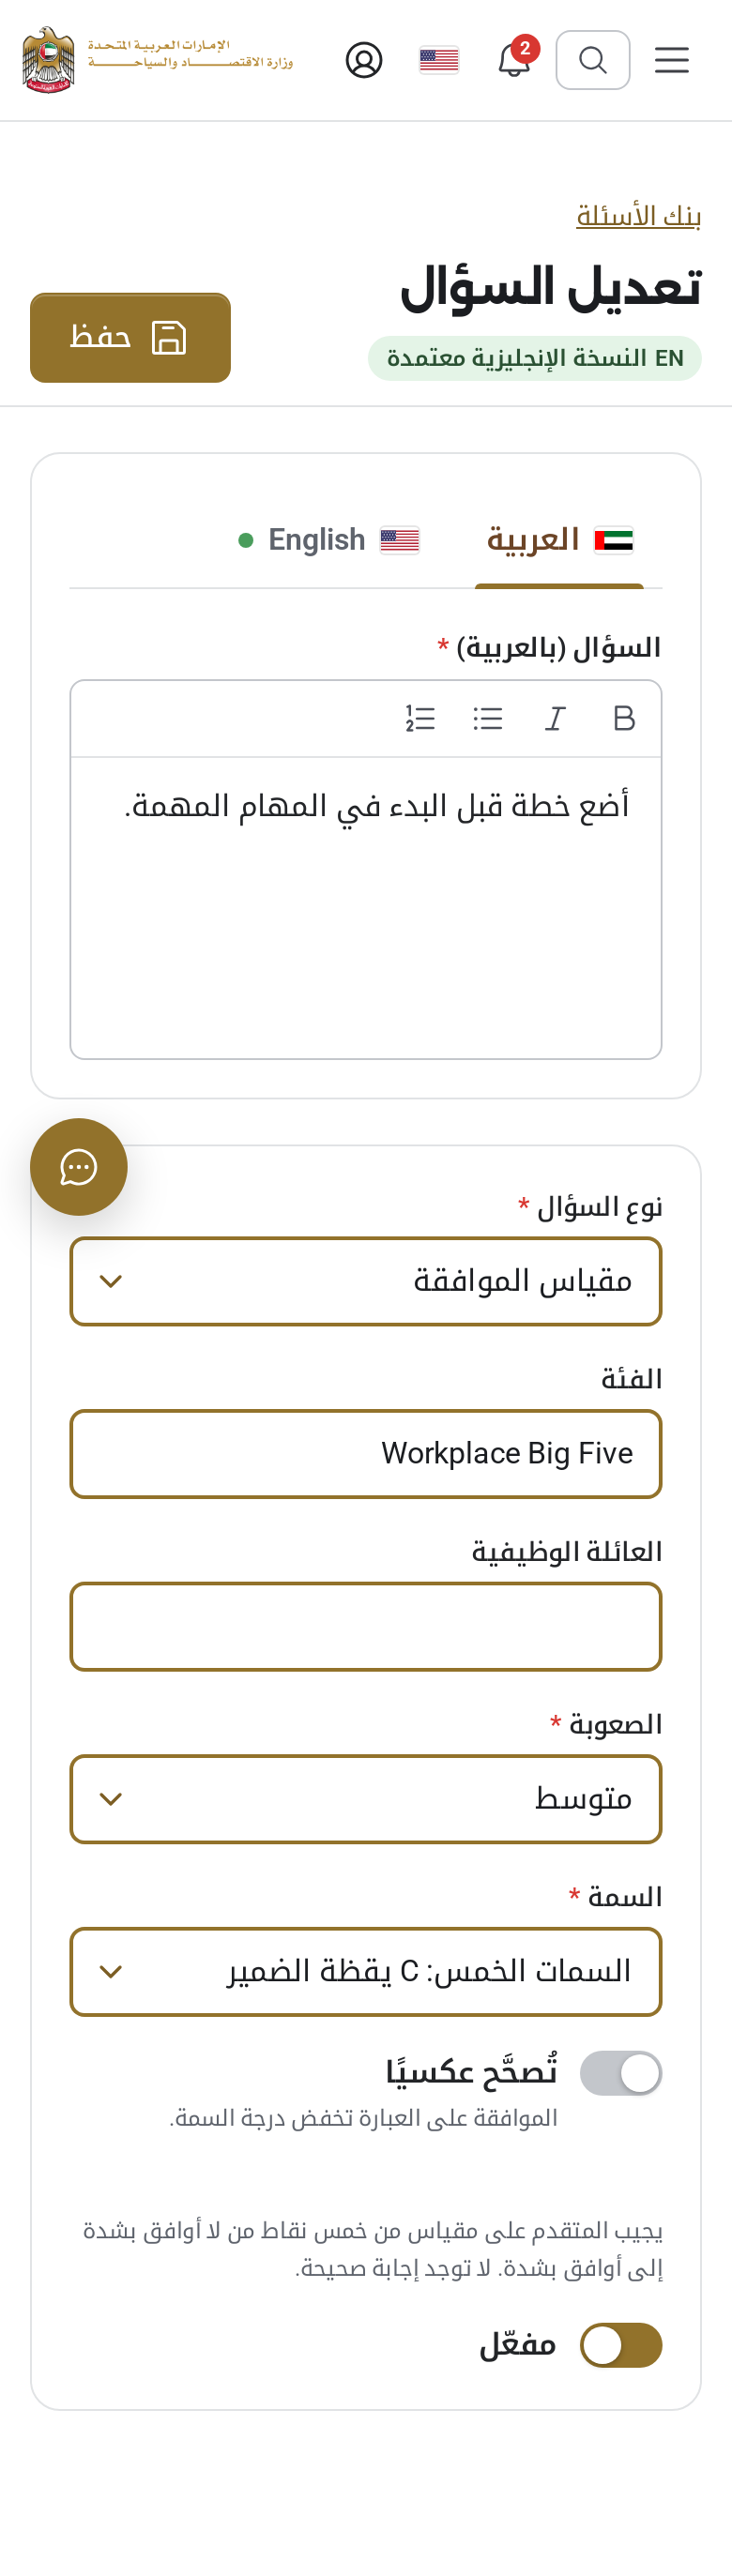 الإمارات العربية المتحدة
وزارة الاقتصاد والسياحة
2
بنك الأسئلة
تعديل السؤال
EN النسخة الإنجليزية معتمدة
حفظ
العربية
English
السؤال (بالعربية) *
أضع خطة قبل البدء في المهام المهمة.
نوع السؤال *
مقياس الموافقة
الفئة
Workplace Big Five
العائلة الوظيفية
الصعوبة *
متوسط
السمة *
السمات الخمس: C يقظة الضمير
تُصحَّح عكسيًا
الموافقة على العبارة تخفض درجة السمة.
يجيب المتقدم على مقياس من خمس نقاط من لا أوافق بشدة
إلى أوافق بشدة. لا توجد إجابة صحيحة.
مفعّل